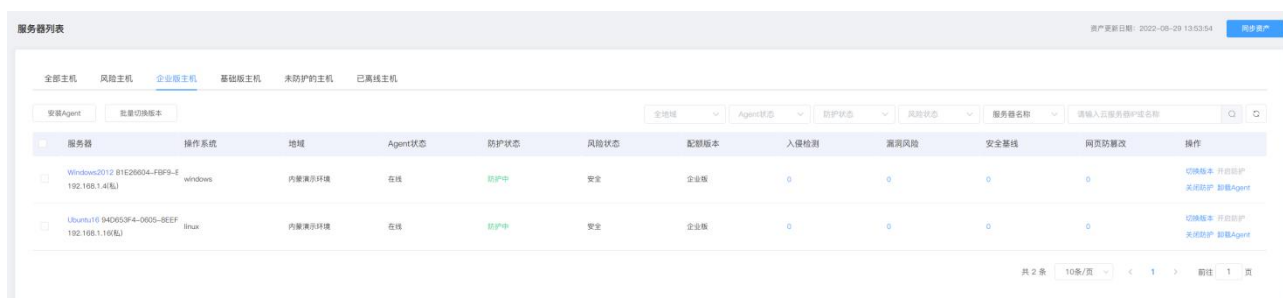 服务器列表
资产更新日期：2022-08-29 13:53:54 同步资产
全部主机 风险主机 企业版主机 基础版主机 未防护的主机 已离线主机
安装Agent 批量切换版本 全地域 Agent状态 防护状态 风险状态 服务器名称 请输入云服务器IP或名称
服务器 操作系统 地域 Agent状态 防护状态 风险状态 配额版本 入侵检测 漏洞风险 安全基线 网页防篡改 操作
Windows2012 81E26604-FBF9-E windows 内蒙演示环境 在线 防护中 安全 企业版 0 0 0 0 切换版本 开启防护
192.168.1.4(私) 关闭防护 卸载Agent
Ubuntu16 94D653F4-0605-8EEF linux 内蒙演示环境 在线 防护中 安全 企业版 0 0 0 0 切换版本 开启防护
192.168.1.16(私) 关闭防护 卸载Agent
共 2 条 10条/页 < 1 > 前往 1 页